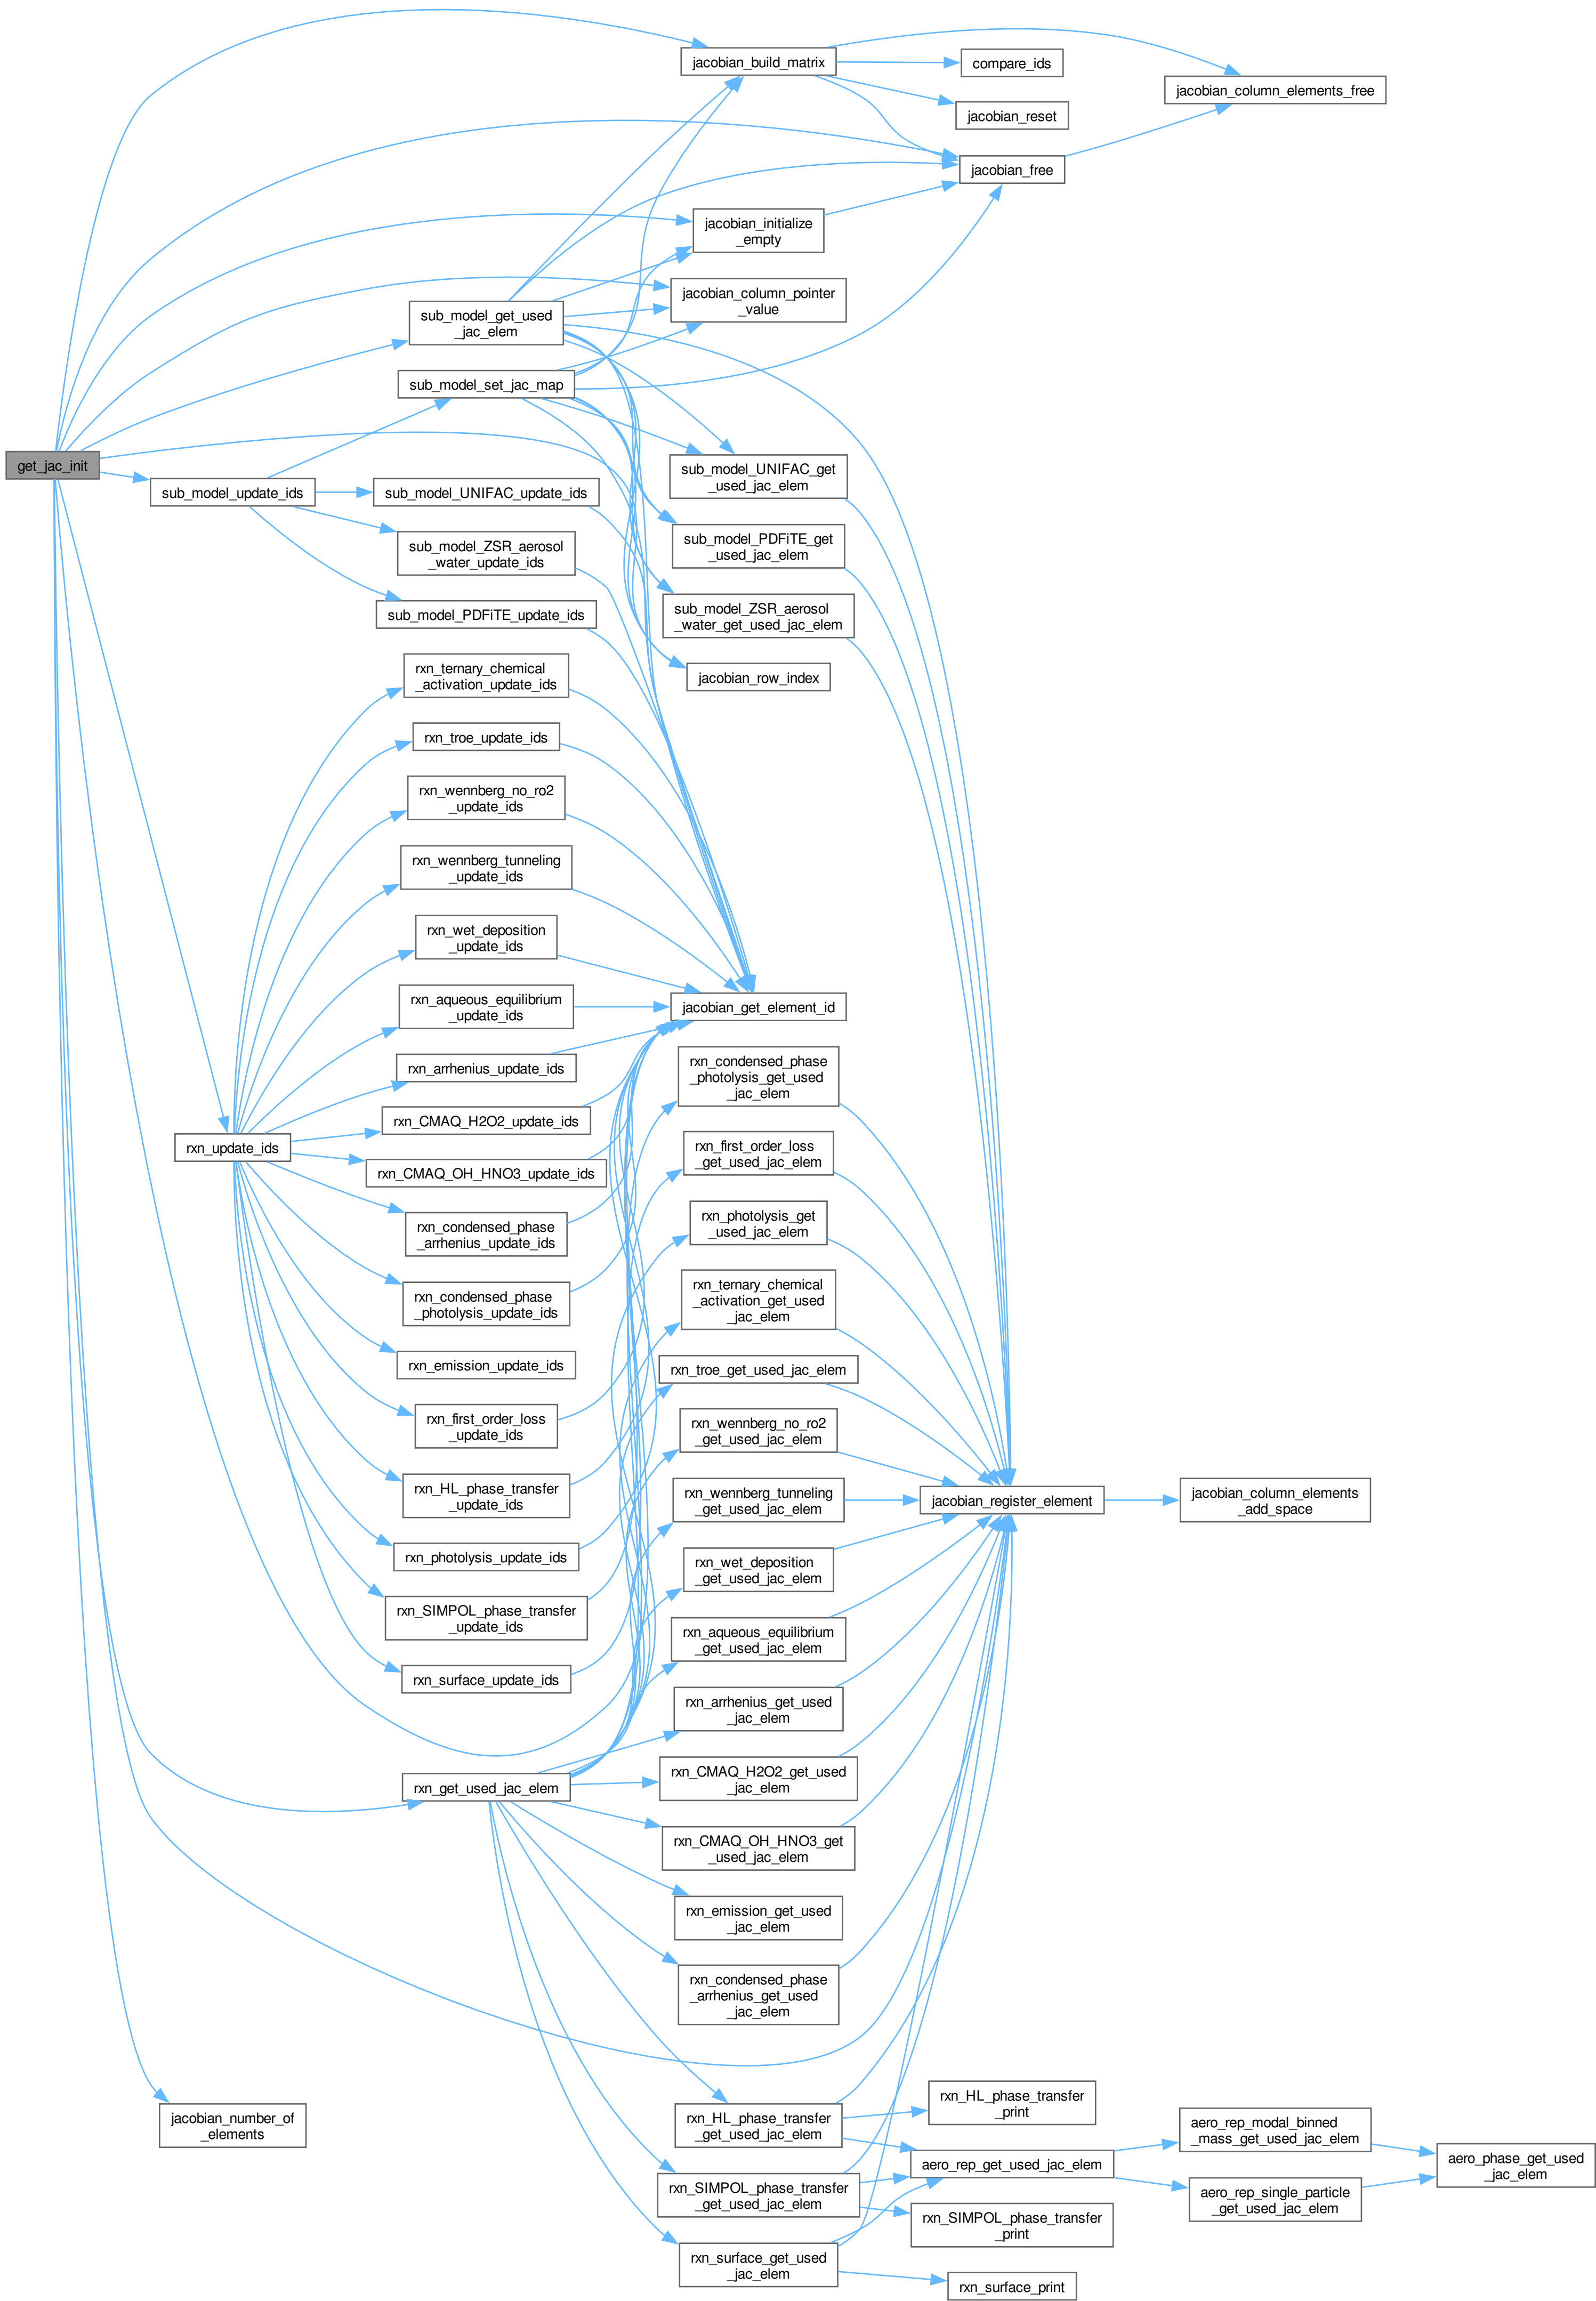 get_jac_init
jacobian_build_matrix
compare_ids
jacobian_column_elements_free
jacobian_reset
jacobian_free
jacobian_initialize
_empty
jacobian_column_pointer
_value
sub_model_get_used
_jac_elem
sub_model_set_jac_map
sub_model_update_ids
sub_model_UNIFAC_update_ids
sub_model_ZSR_aerosol
_water_update_ids
sub_model_PDFiTE_update_ids
sub_model_UNIFAC_get
_used_jac_elem
sub_model_PDFiTE_get
_used_jac_elem
sub_model_ZSR_aerosol
_water_get_used_jac_elem
jacobian_row_index
rxn_ternary_chemical
_activation_update_ids
rxn_troe_update_ids
rxn_wennberg_no_ro2
_update_ids
rxn_wennberg_tunneling
_update_ids
rxn_wet_deposition
_update_ids
rxn_aqueous_equilibrium
_update_ids
rxn_arrhenius_update_ids
rxn_CMAQ_H2O2_update_ids
rxn_update_ids
rxn_CMAQ_OH_HNO3_update_ids
rxn_condensed_phase
_arrhenius_update_ids
rxn_condensed_phase
_photolysis_update_ids
rxn_emission_update_ids
rxn_first_order_loss
_update_ids
rxn_HL_phase_transfer
_update_ids
rxn_photolysis_update_ids
rxn_SIMPOL_phase_transfer
_update_ids
rxn_surface_update_ids
rxn_get_used_jac_elem
jacobian_get_element_id
rxn_condensed_phase
_photolysis_get_used
_jac_elem
rxn_first_order_loss
_get_used_jac_elem
rxn_photolysis_get
_used_jac_elem
rxn_ternary_chemical
_activation_get_used
_jac_elem
rxn_troe_get_used_jac_elem
rxn_wennberg_no_ro2
_get_used_jac_elem
rxn_wennberg_tunneling
_get_used_jac_elem
jacobian_register_element
jacobian_column_elements
_add_space
rxn_wet_deposition
_get_used_jac_elem
rxn_aqueous_equilibrium
_get_used_jac_elem
rxn_arrhenius_get_used
_jac_elem
rxn_CMAQ_H2O2_get_used
_jac_elem
rxn_CMAQ_OH_HNO3_get
_used_jac_elem
rxn_emission_get_used
_jac_elem
rxn_condensed_phase
_arrhenius_get_used
_jac_elem
jacobian_number_of
_elements
rxn_HL_phase_transfer
_get_used_jac_elem
rxn_HL_phase_transfer
_print
aero_rep_get_used_jac_elem
aero_rep_modal_binned
_mass_get_used_jac_elem
aero_phase_get_used
_jac_elem
rxn_SIMPOL_phase_transfer
_get_used_jac_elem
aero_rep_single_particle
_get_used_jac_elem
rxn_SIMPOL_phase_transfer
_print
rxn_surface_get_used
_jac_elem
rxn_surface_print